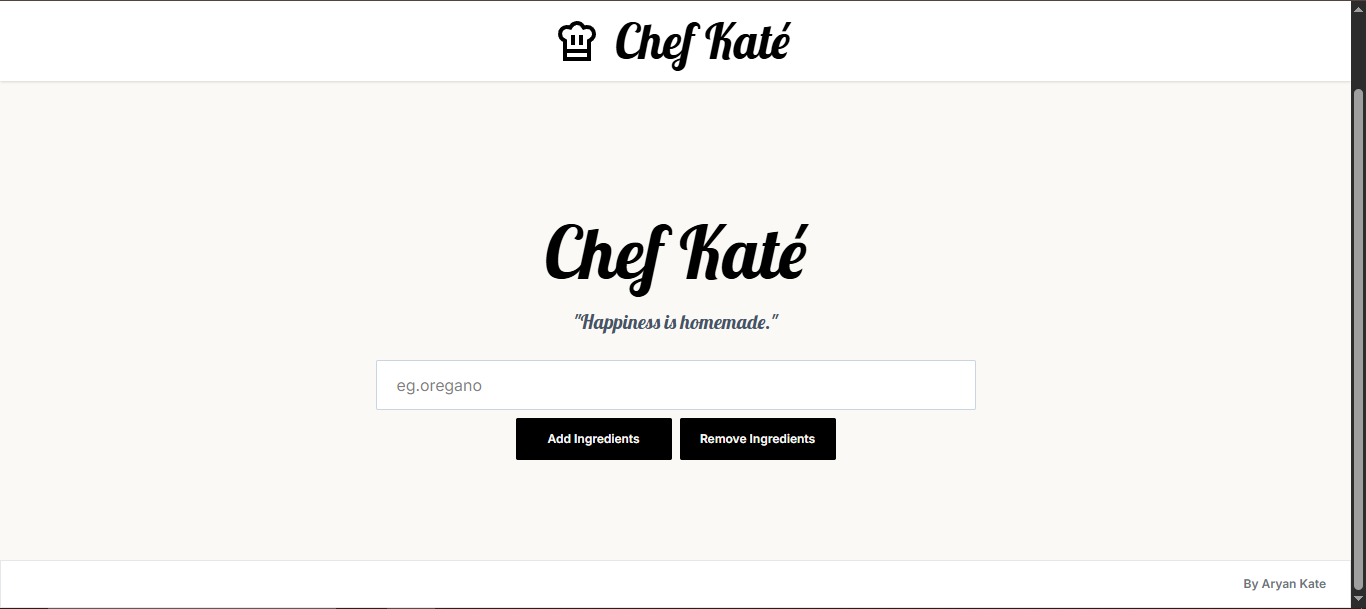 Chef Katé
Chef Katé
"Happiness is homemade."
eg.oregano
Add Ingredients Remove Ingredients
By Aryan Kate